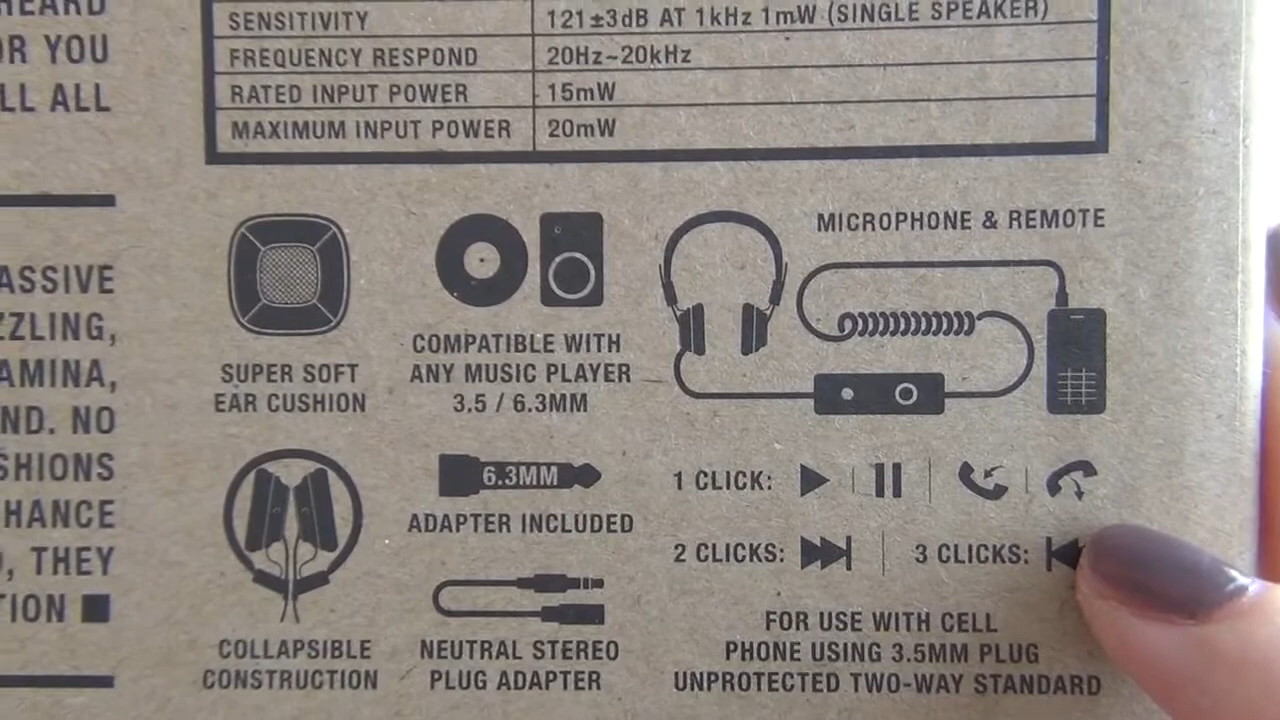 HEARD
OR YOU
ALL
ZZLING,
AMINA,
ND. NO
SHIONS
HANCE
, THEY
TION
SENSITIVITY 121±3dB AT 1kHz 1mW (SINGLE SPEAKER)
FREQUENCY RESPOND 20Hz~20kHz
RATED INPUT POWER 15mW
MAXIMUM INPUT POWER 20mW
SUPER SOFT
EAR CUSHION
COMPATIBLE WITH
ANY MUSIC PLAYER
3.5 / 6.3MM
MICROPHONE & REMOTE
COLLAPSIBLE
CONSTRUCTION
6.3MM
ADAPTER INCLUDED
NEUTRAL STEREO
PLUG ADAPTER
1 CLICK:
2 CLICKS: 3 CLICKS:
FOR USE WITH CELL
PHONE USING 3.5MM PLUG
UNPROTECTED TWO-WAY STANDARD